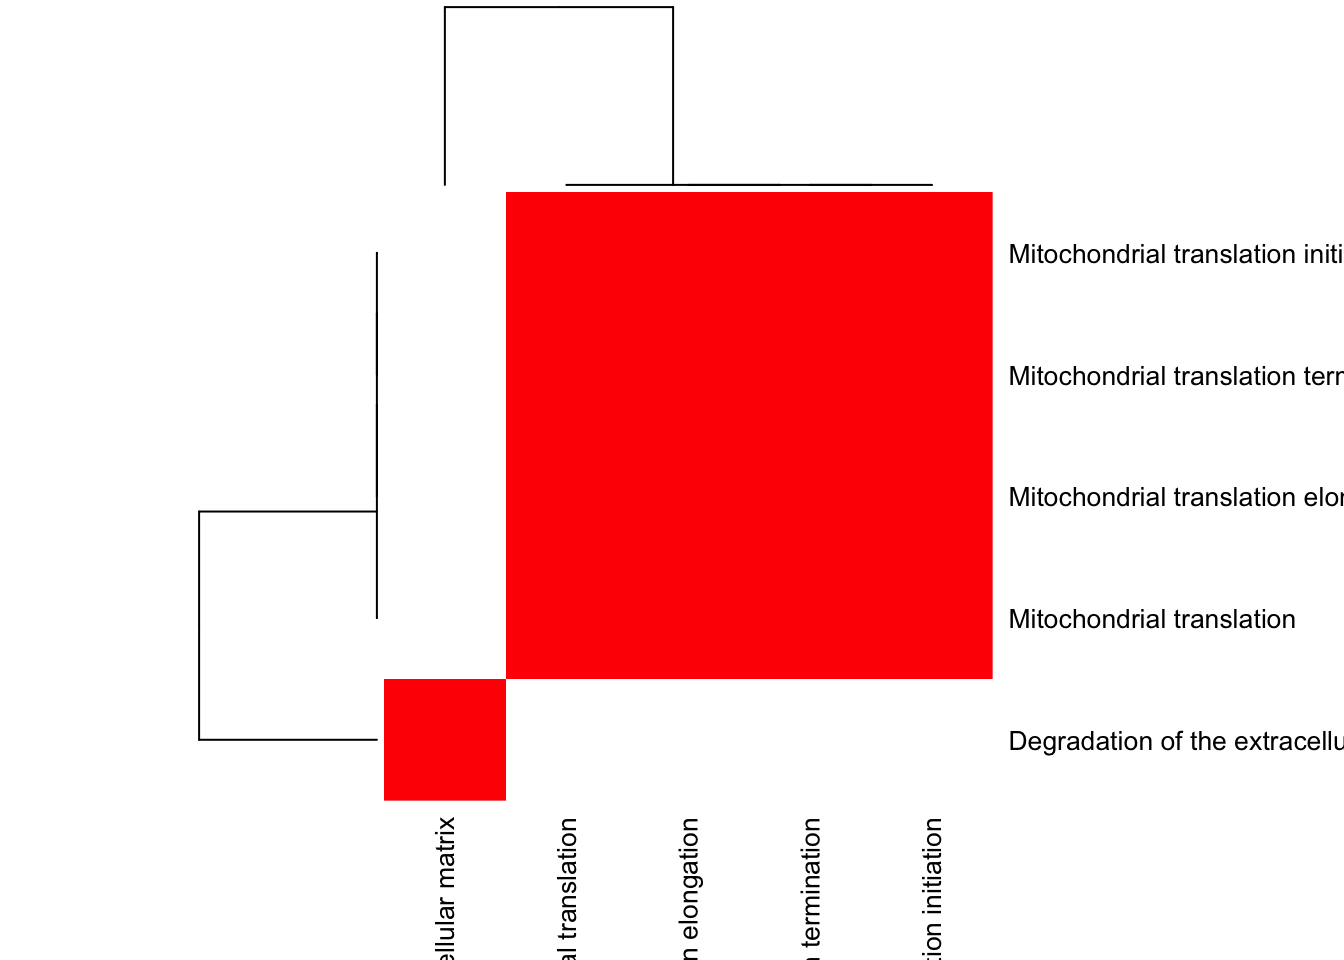 Mitochondrial translation initi
Mitochondrial translation tern
Mitochondrial translation elon
Mitochondrial translation
Degradation of the extracellu
ellular matrix
al translation
n elongation
n termination
tion initiation